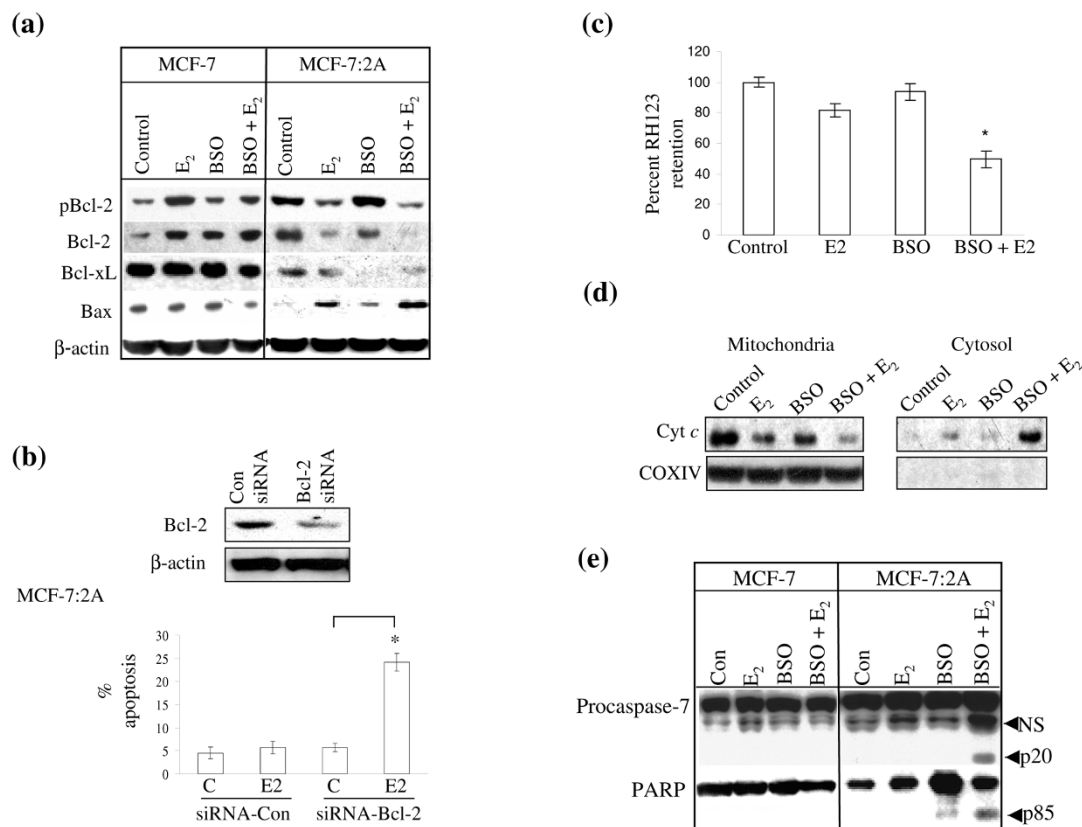 (a)
MCF-7 MCF-7:2A
Control E₂ BSO BSO + E₂ Control E₂ BSO BSO + E₂
pBcl-2
Bcl-2
Bcl-xL
Bax
β-actin
(b)
Con siRNA Bcl-2 siRNA
Bcl-2
β-actin
MCF-7:2A
% apoptosis
30
25
20
15
10
5
0
*
C E2 C E2
siRNA-Con siRNA-Bcl-2
(c)
Percent RH123 retention
120
100
80
60
40
20
0
*
Control E2 BSO BSO + E2
(d)
Mitochondria Cytosol
Control E₂ BSO BSO + E₂ Control E₂ BSO BSO + E₂
Cyt c
COXIV
(e)
MCF-7 MCF-7:2A
Con E₂ BSO BSO + E₂ Con E₂ BSO BSO + E₂
Procaspase-7
NS
p20
PARP
p85